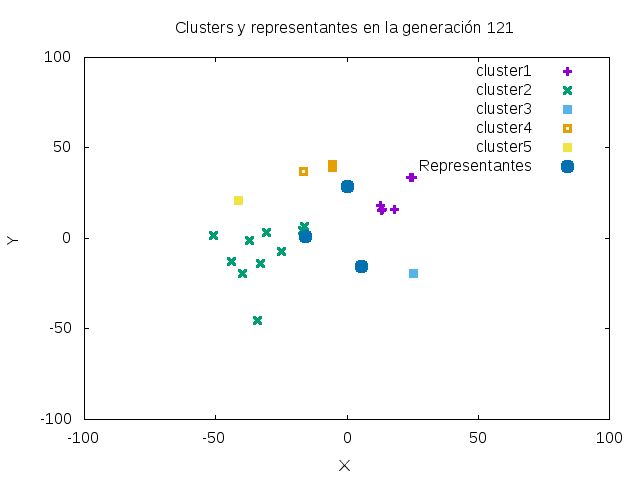 Clusters y representantes en la generación 121
100
50
0
-50
-100
-100
-50
0
50
100
Y
X
cluster1
cluster2
cluster3
cluster4
cluster5
Representantes